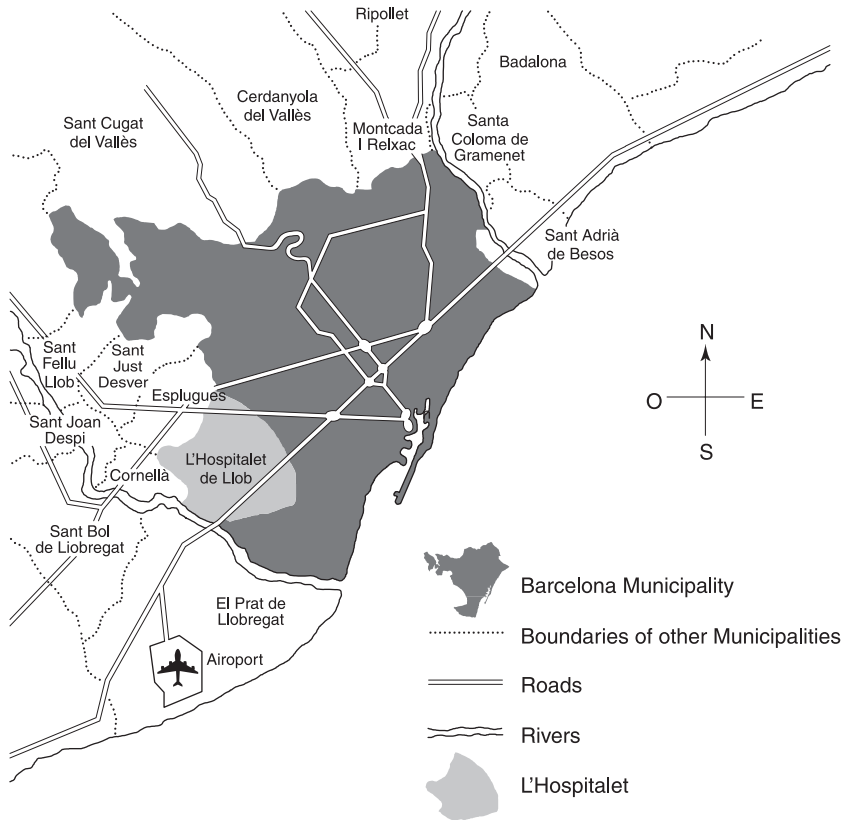 Ripollet
Badalona
Cerdanyola
del Vallès
Sant Cugat
del Vallès
Montcada
I Relxac
Santa
Coloma de
Gramenet
Sant Adrià
de Besos
Sant
Fellu
Llob
Sant
Just
Desver
Esplugues
Sant Joan
Despi
Cornellà
L'Hospitalet
de Llob
Sant Bol
de Liobregat
El Prat de
Llobregat
Airoport
N
O
E
S
Barcelona Municipality
Boundaries of other Municipalities
Roads
Rivers
L'Hospitalet